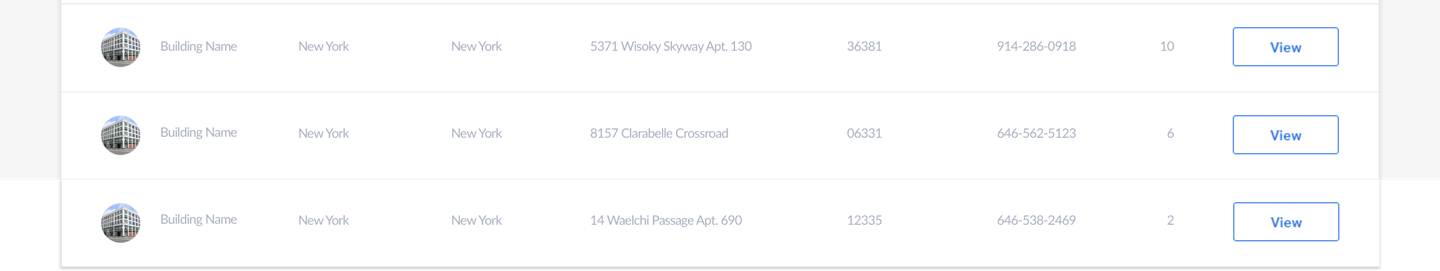 Building Name New York New York 5371 Wisoky Skyway Apt. 130 36381 914-286-0918 10 View
Building Name New York New York 8157 Clarabelle Crossroad 06331 646-562-5123 6 View
Building Name New York New York 14 Waelchi Passage Apt. 690 12335 646-538-2469 2 View